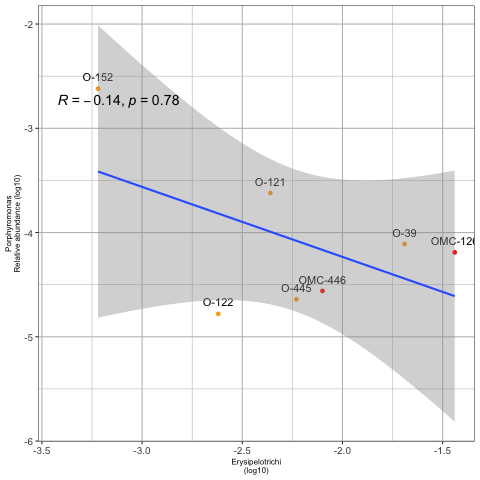 Porphyromonas
Relative abundance (log10)
-2
-3
-4
-5
-6
O-152
R = −0.14, p = 0.78
O-121
O-39
OMC-126
OMC-446
O-445
O-122
-3.5
-3.0
-2.5
-2.0
-1.5
Erysipelotrichi
(log10)